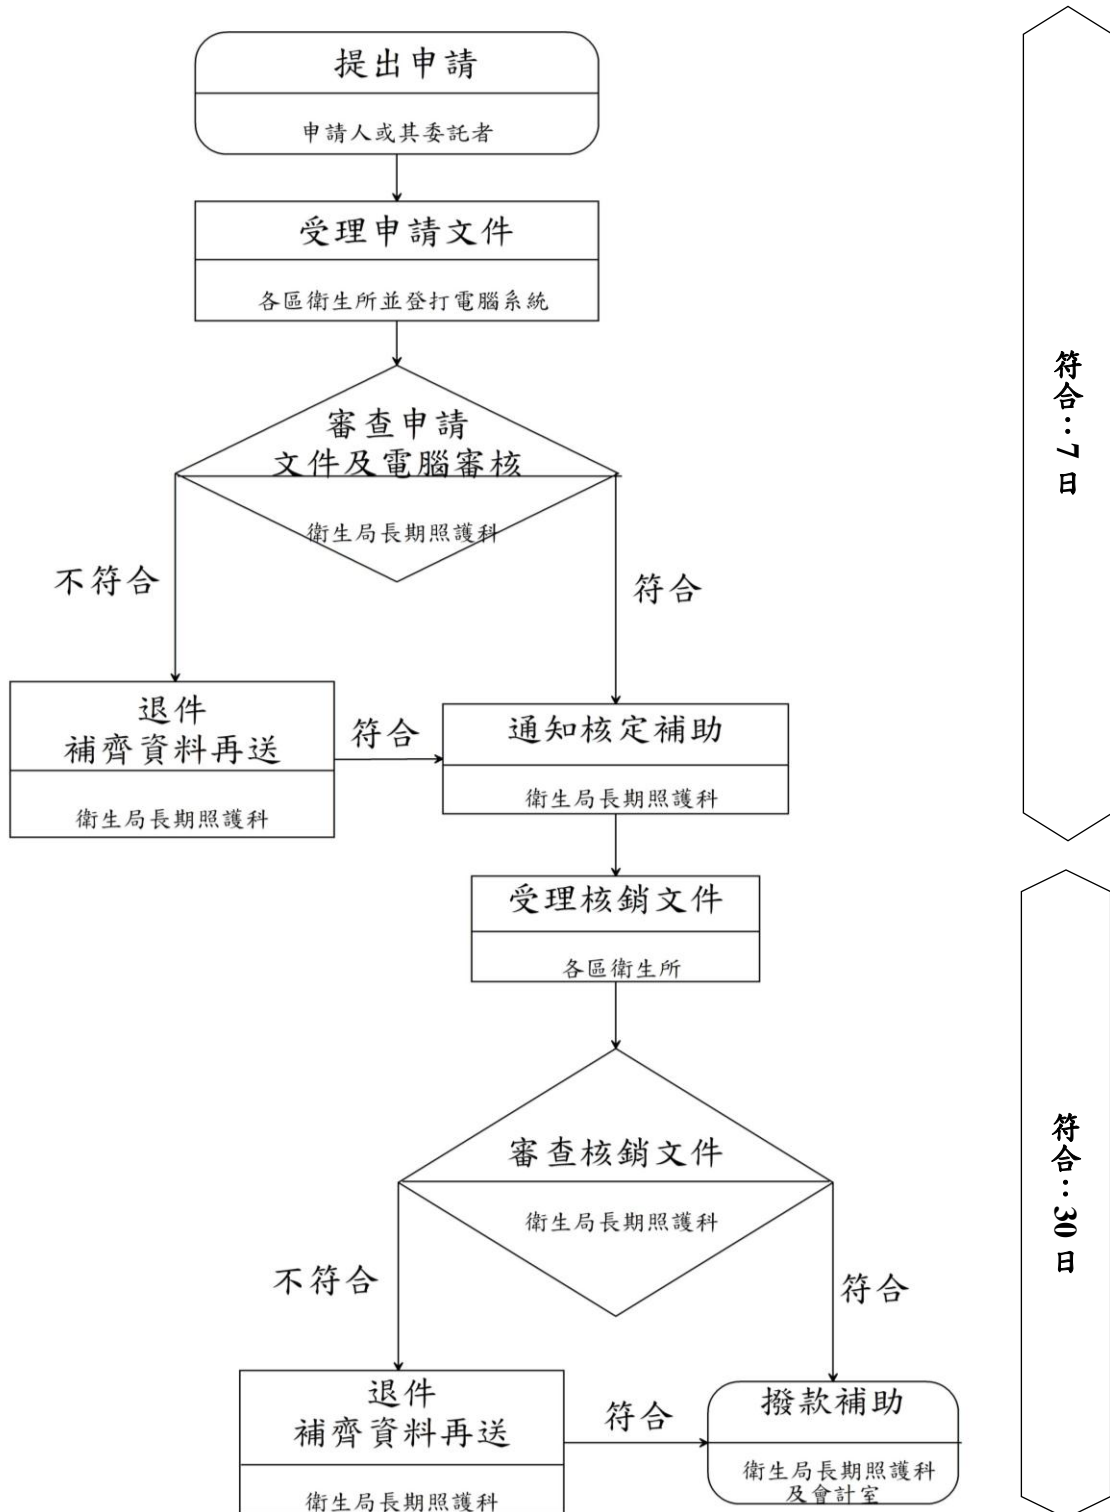 提出申請
申請人或其委託者
受理申請文件
各區衛生所並登打電腦系統
審查申請
文件及電腦審核
衛生局長期照護科
不符合
符合
退件
補齊資料再送
衛生局長期照護科
符合
通知核定補助
衛生局長期照護科
受理核銷文件
各區衛生所
審查核銷文件
衛生局長期照護科
不符合
符合
退件
補齊資料再送
衛生局長期照護科
符合
撥款補助
衛生局長期照護科
及會計室
符合:7日
符合:30日